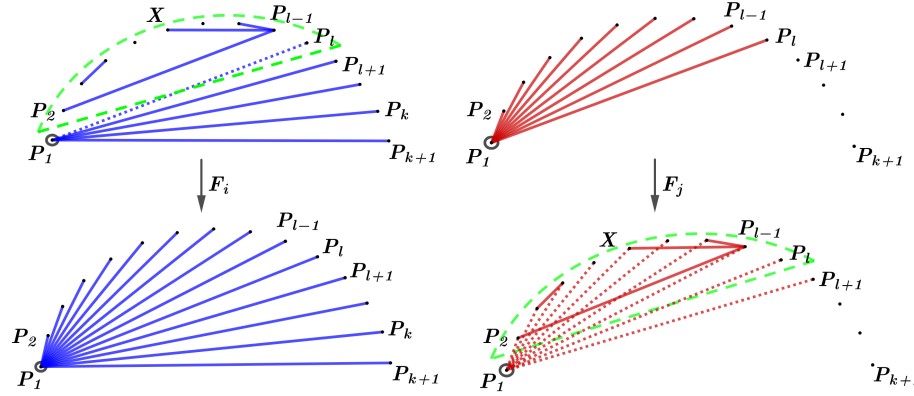 X
P_{l-1}
P_l
P_{l+1}
P_2
P_k
P_1
P_{k+1}
F_i
P_{l-1}
P_l
P_{l+1}
P_2
P_1
P_{k+1}
F_j
P_{l-1}
P_l
P_{l+1}
P_2
P_k
P_1
P_{k+1}
X
P_{l-1}
P_l
P_{l+1}
P_2
P_1
P_{k+1}